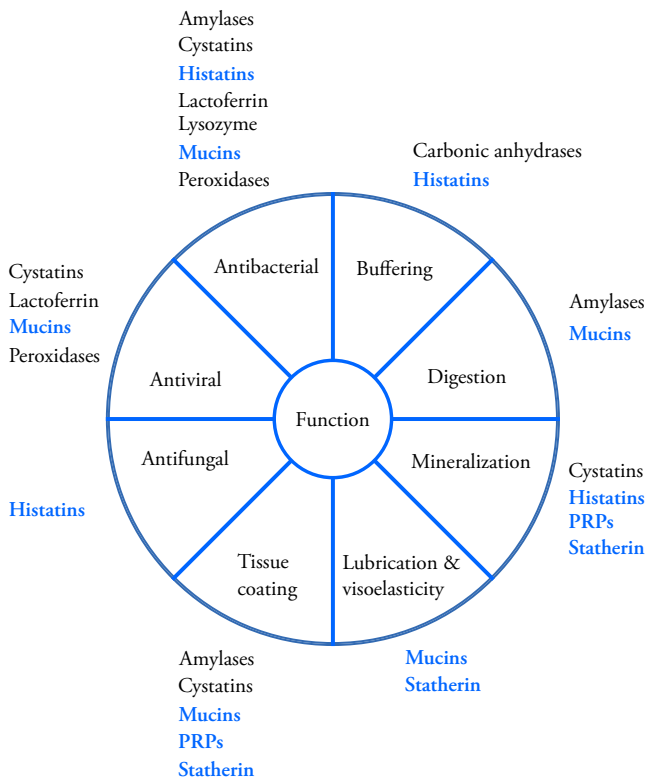 Amylases
Cystatins
Histatins
Lactoferrin
Lysozyme
Mucins
Peroxidases
Carbonic anhydrases
Histatins
Cystatins
Lactoferrin
Mucins
Peroxidases
Antibacterial
Buffering
Amylases
Mucins
Antiviral
Digestion
Function
Antifungal
Mineralization
Histatins
Cystatins
Histatins
PRPs
Statherin
Tissue
coating
Lubrication &
visoelasticity
Amylases
Cystatins
Mucins
PRPs
Statherin
Mucins
Statherin